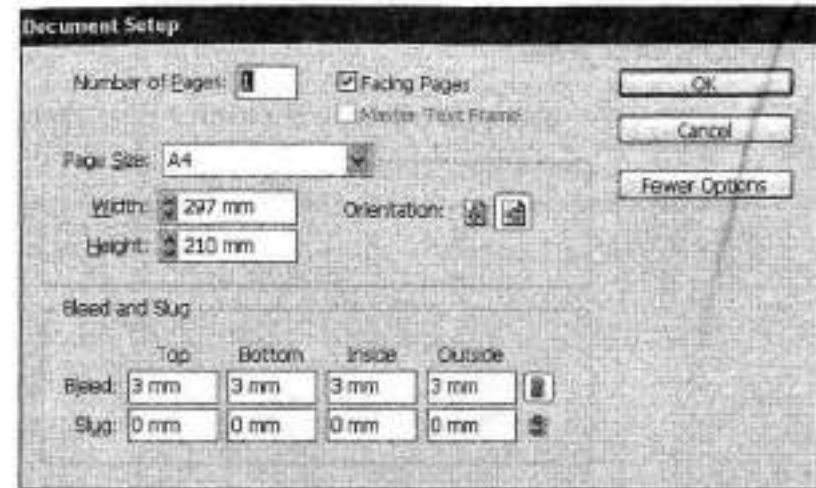 Document Setup
Number of Pages: 1
Facing Pages
OK
Master Text Frame
Cancel
Page Size: A4
Fewer Options
Width: 297 mm
Orientation:
Height: 210 mm
Bleed and Slug
Top Bottom Inside Outside
Bleed: 3 mm 3 mm 3 mm 3 mm
Slug: 0 mm 0 mm 0 mm 0 mm